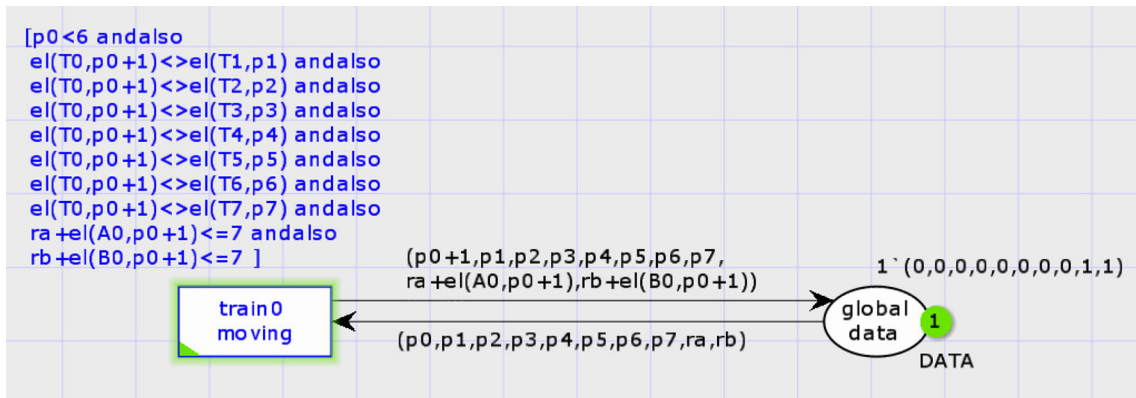 [p0<6 andalso
el(T0,p0+1)<>el(T1,p1) andalso
el(T0,p0+1)<>el(T2,p2) andalso
el(T0,p0+1)<>el(T3,p3) andalso
el(T0,p0+1)<>el(T4,p4) andalso
el(T0,p0+1)<>el(T5,p5) andalso
el(T0,p0+1)<>el(T6,p6) andalso
el(T0,p0+1)<>el(T7,p7) andalso
ra+el(A0,p0+1)<=7 andalso
rb+el(B0,p0+1)<=7 ]
(p0+1,p1,p2,p3,p4,p5,p6,p7,
ra+el(A0,p0+1),rb+el(B0,p0+1))
1`(0,0,0,0,0,0,0,0,1,1)
train0
moving
global
data
1
(p0,p1,p2,p3,p4,p5,p6,p7,ra,rb)
DATA